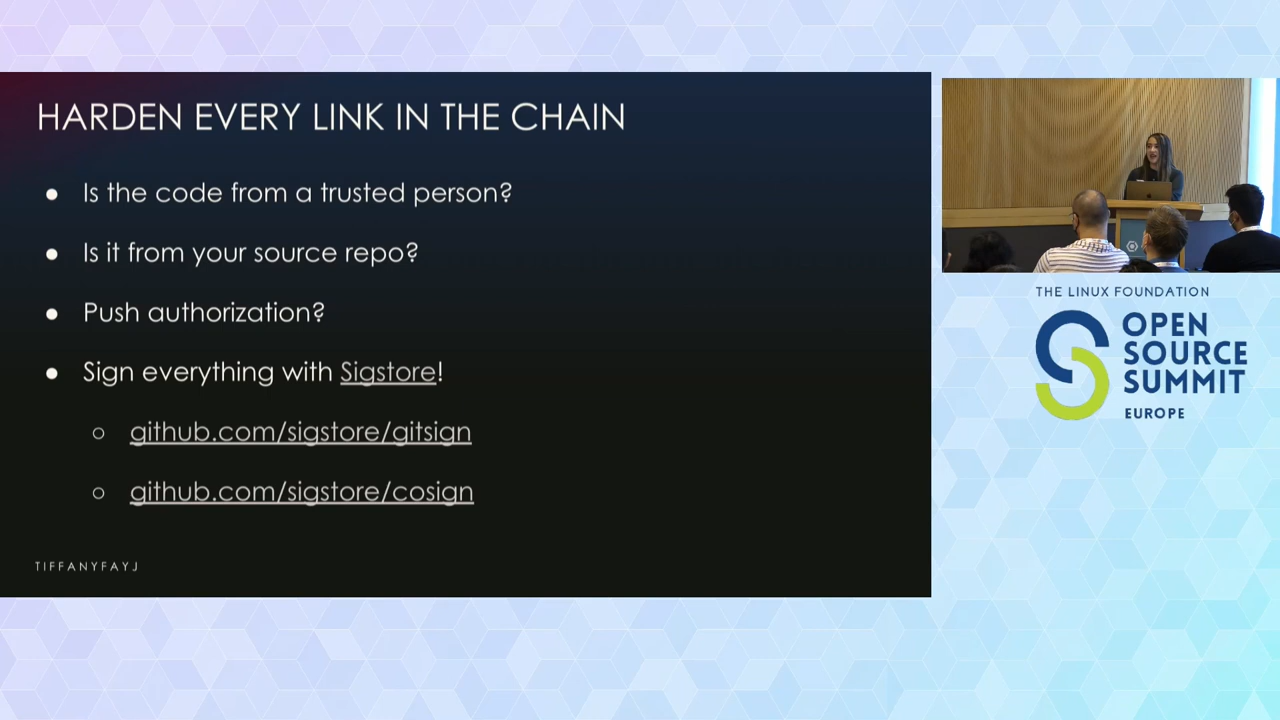 HARDEN EVERY LINK IN THE CHAIN
● Is the code from a trusted person?
● Is it from your source repo?
● Push authorization?
● Sign everything with Sigstore!
○ github.com/sigstore/gitsign
○ github.com/sigstore/cosign
TIFFANYFAYJ
THE LINUX FOUNDATION
OPEN
SOURCE
SUMMIT
EUROPE